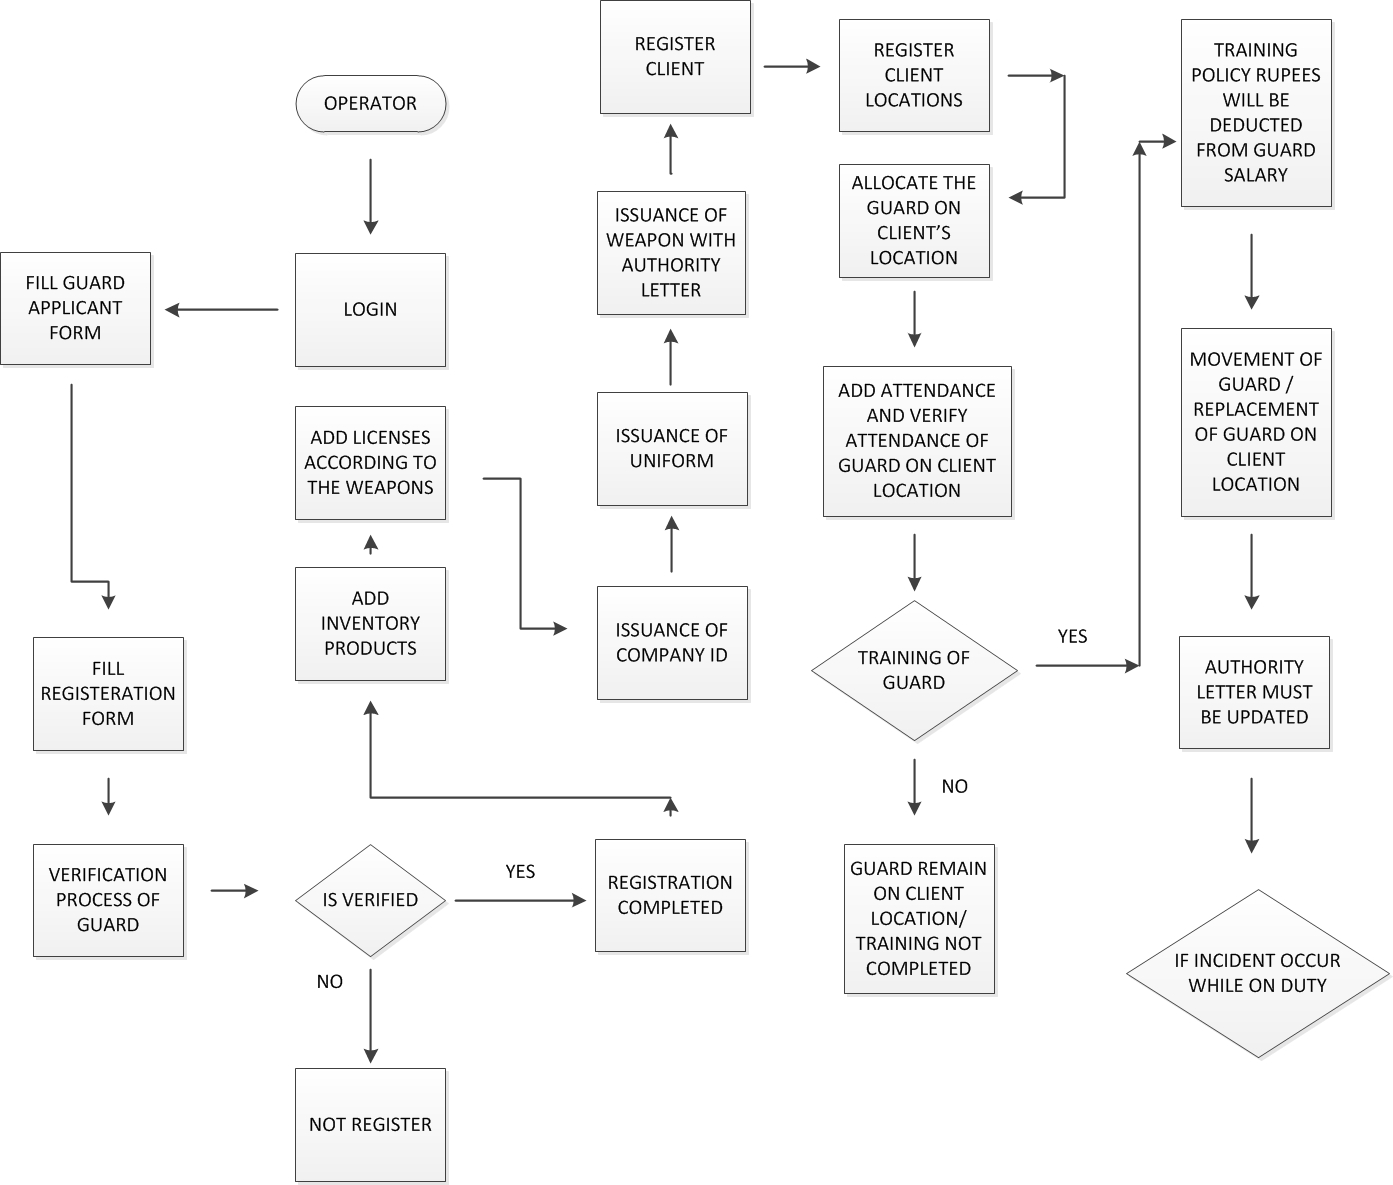 OPERATOR
LOGIN
FILL GUARD
APPLICANT
FORM
FILL
REGISTERATION
FORM
VERIFICATION
PROCESS OF
GUARD
IS VERIFIED
YES
NO
NOT REGISTER
REGISTRATION
COMPLETED
ADD
INVENTORY
PRODUCTS
ADD LICENSES
ACCORDING TO
THE WEAPONS
ISSUANCE OF
COMPANY ID
ISSUANCE OF
UNIFORM
ISSUANCE OF
WEAPON WITH
AUTHORITY
LETTER
REGISTER
CLIENT
REGISTER
CLIENT
LOCATIONS
ALLOCATE THE
GUARD ON
CLIENT’S
LOCATION
ADD ATTENDANCE
AND VERIFY
ATTENDANCE OF
GUARD ON CLIENT
LOCATION
TRAINING OF
GUARD
YES
NO
GUARD REMAIN
ON CLIENT
LOCATION/
TRAINING NOT
COMPLETED
TRAINING
POLICY RUPEES
WILL BE
DEDUCTED
FROM GUARD
SALARY
MOVEMENT OF
GUARD /
REPLACEMENT
OF GUARD ON
CLIENT
LOCATION
AUTHORITY
LETTER MUST
BE UPDATED
IF INCIDENT OCCUR
WHILE ON DUTY